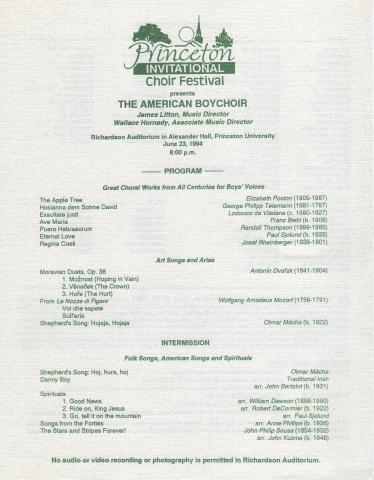 Princeton
INVITATIONAL
Choir Festival
presents
THE AMERICAN BOYCHOIR
James Litton, Music Director
Wallace Hornady, Associate Music Director
Richardson Auditorium in Alexander Hall, Princeton University
June 23, 1994
8:00 p.m.
PROGRAM
Great Choral Works from All Centuries for Boys' Voices
The Apple Tree Elizabeth Poston (1905-1987)
Hosianna dem Sohne David George Philipp Telemann (1681-1767)
Exsultate justi Lodovico da Viadana (c. 1560-1627)
Ave Maria Franz Biebl (b. 1906)
Puero Hebraeorum Randall Thompson (1899-1985)
Eternal Love Paul Sjolund (b. 1935)
Regina Coeli Josef Rheinberger (1839-1901)
Art Songs and Arias
Moravian Duets, Op. 38 Antonín Dvořak (1841-1904)
1. Možnost (Hoping in Vain)
2. Věneček (The Crown)
3. Hoře (The Hurt)
From Le Nozze di Figaro Wolfgang Amadeus Mozart (1756-1791)
Voi che sapete
Sull'aria
Shepherd's Song: Hojaja, Hojaja Otmar Mácha (b. 1922)
INTERMISSION
Folk Songs, American Songs and Spirituals
Shepherd's Song: Hoj, hura, hoj Otmar Mácha
Danny Boy Traditional Irish
arr. John Bertalot (b. 1931)
Spirituals
1. Good News arr. William Dawson (1898-1990)
2. Ride on, King Jesus arr. Robert DeCormier (b. 1922)
3. Go, tell it on the mountain arr. Paul Sjolund
Songs from the Forties arr. Anne Phillips (b. 1936)
The Stars and Stripes Forever! John Philip Sousa (1854-1932)
arr. John Kuzma (b. 1946)
No audio or video recording or photography is permitted in Richardson Auditorium.